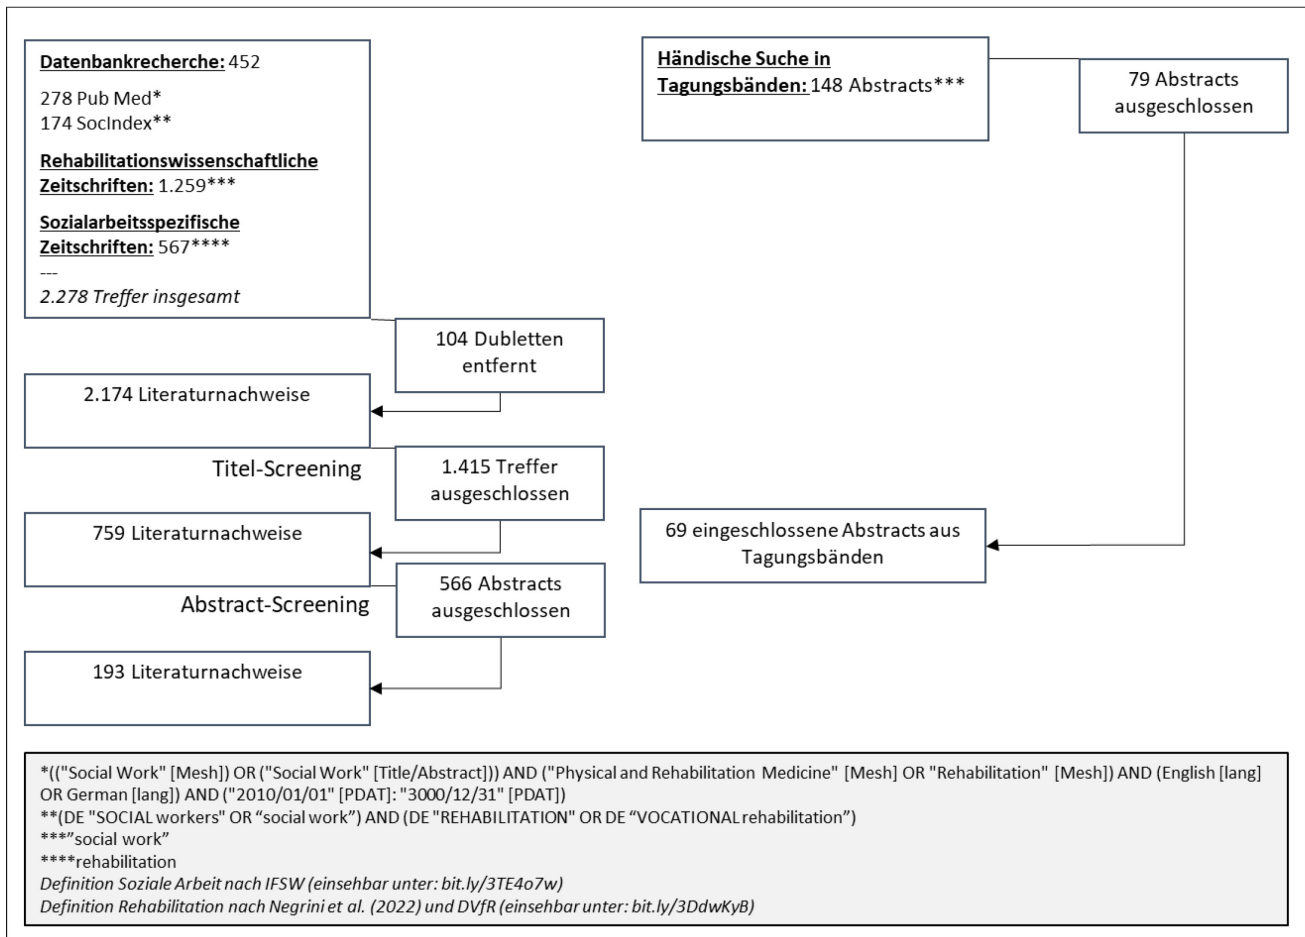 Datenbankrecherche: 452
278 Pub Med*
174 SocIndex**
Rehabilitationswissenschaftliche
Zeitschriften: 1.259***
Sozialarbeitsspezifische
Zeitschriften: 567****
---
2.278 Treffer insgesamt
104 Dubletten
entfernt
2.174 Literaturnachweise
Titel-Screening
1.415 Treffer
ausgeschlossen
759 Literaturnachweise
Abstract-Screening
566 Abstracts
ausgeschlossen
193 Literaturnachweise
Händische Suche in
Tagungsbänden: 148 Abstracts***
79 Abstracts
ausgeschlossen
69 eingeschlossene Abstracts aus
Tagungsbänden
*(("Social Work" [Mesh]) OR ("Social Work" [Title/Abstract])) AND ("Physical and Rehabilitation Medicine" [Mesh] OR "Rehabilitation" [Mesh]) AND (English [lang]
OR German [lang]) AND ("2010/01/01" [PDAT]: "3000/12/31" [PDAT])
**(DE "SOCIAL workers" OR “social work”) AND (DE "REHABILITATION" OR DE “VOCATIONAL rehabilitation”)
***”social work”
****rehabilitation
Definition Soziale Arbeit nach IFSW (einsehbar unter: bit.ly/3TE4o7w)
Definition Rehabilitation nach Negrini et al. (2022) und DVfR (einsehbar unter: bit.ly/3DdwKyB)